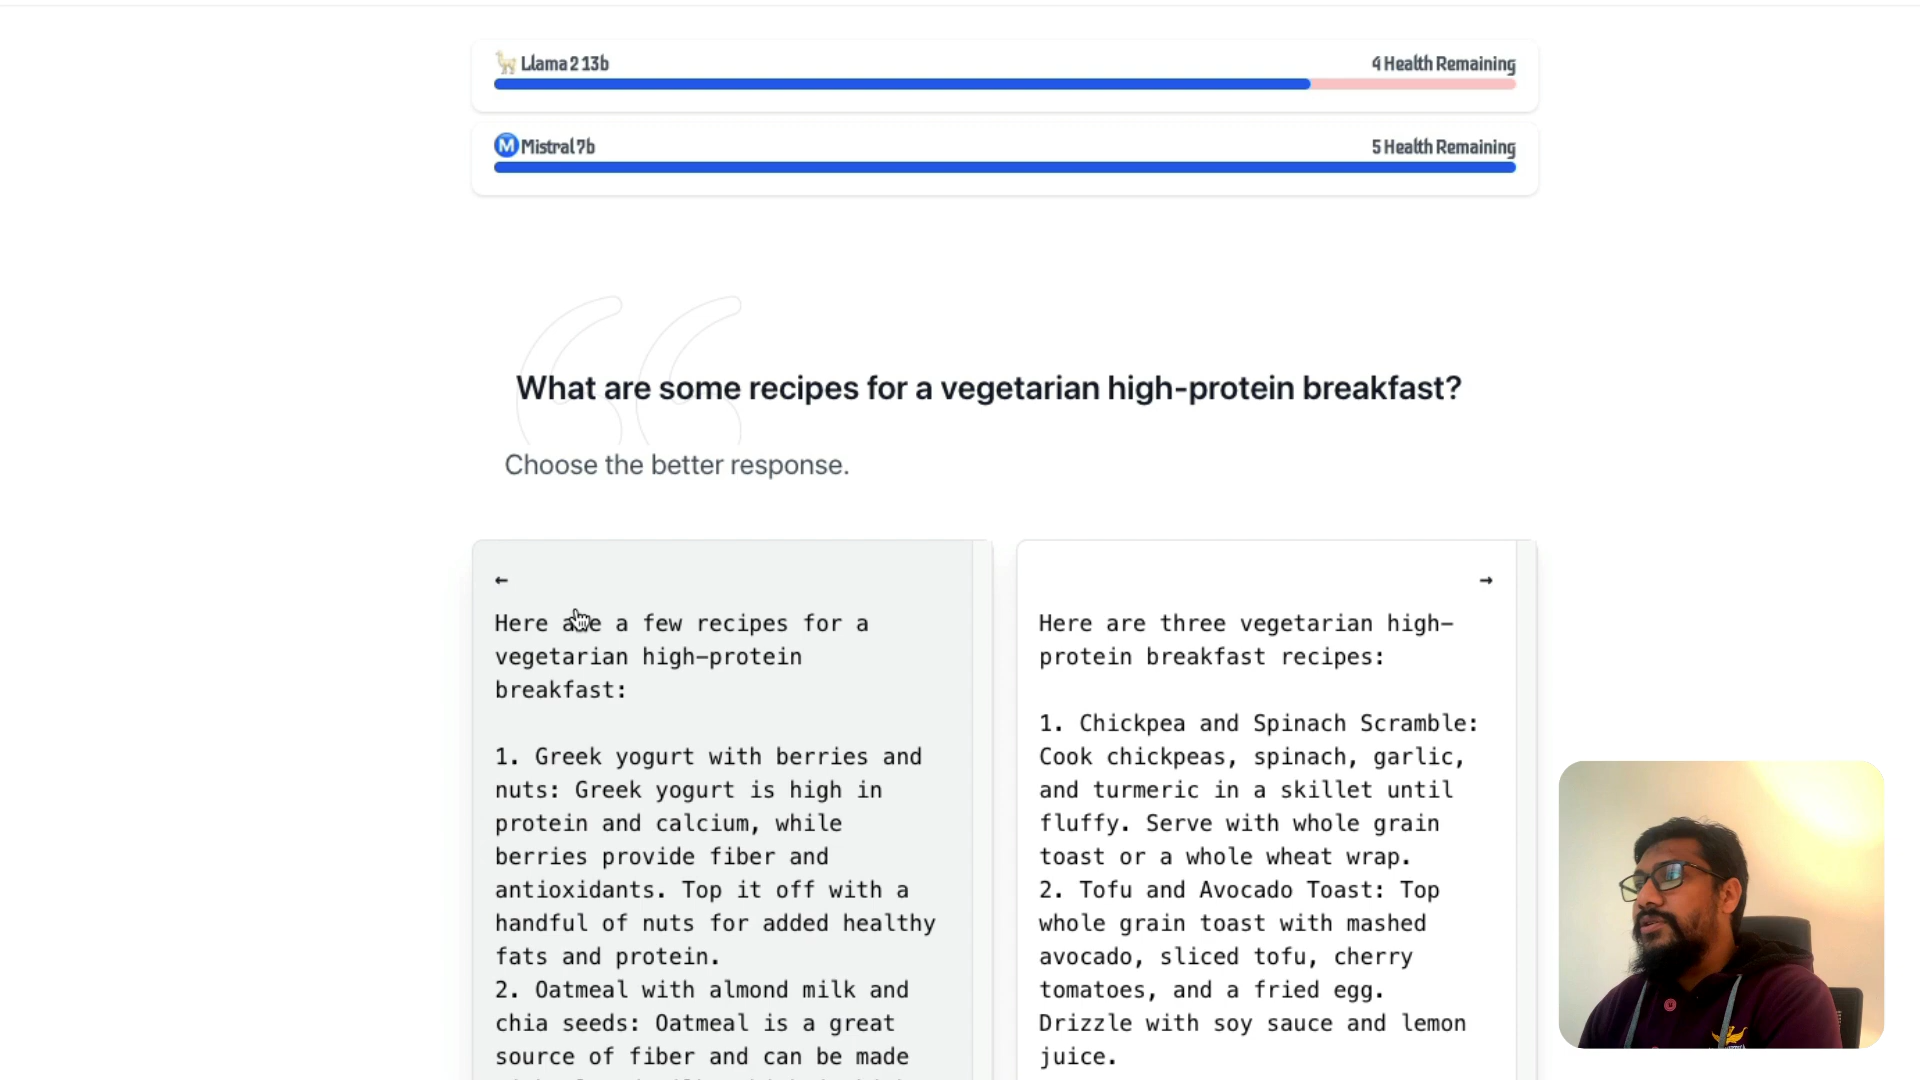 Llama 2 13b
4 Health Remaining
M Mistral 7b
5 Health Remaining
What are some recipes for a vegetarian high-protein breakfast?
Choose the better response.
←
Here are a few recipes for a
vegetarian high-protein
breakfast:
1. Greek yogurt with berries and
nuts: Greek yogurt is high in
protein and calcium, while
berries provide fiber and
antioxidants. Top it off with a
handful of nuts for added healthy
fats and protein.
2. Oatmeal with almond milk and
chia seeds: Oatmeal is a great
source of fiber and can be made
→
Here are three vegetarian high-
protein breakfast recipes:
1. Chickpea and Spinach Scramble:
Cook chickpeas, spinach, garlic,
and turmeric in a skillet until
fluffy. Serve with whole grain
toast or a whole wheat wrap.
2. Tofu and Avocado Toast: Top
whole grain toast with mashed
avocado, sliced tofu, cherry
tomatoes, and a fried egg.
Drizzle with soy sauce and lemon
juice.